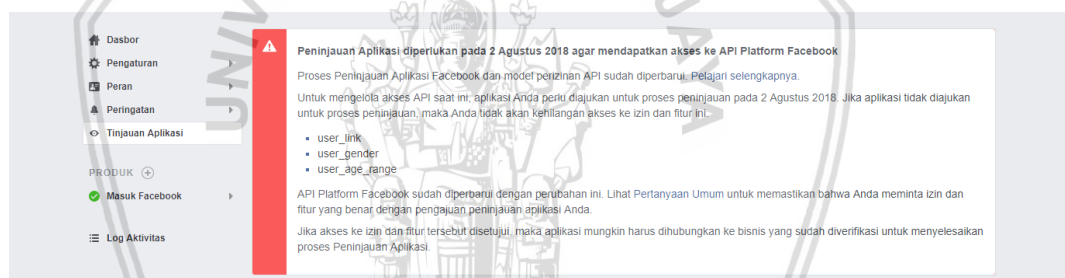 Dasbor
Pengaturan
Peran
Peringatan
Tinjauan Aplikasi
PRODUK
Masuk Facebook
Log Aktivitas
Peninjauan Aplikasi diperlukan pada 2 Agustus 2018 agar mendapatkan akses ke API Platform Facebook
Proses Peninjauan Aplikasi Facebook dan model perizinan API sudah diperbarui. Pelajari selengkapnya.
Untuk mengelola akses API saat ini, aplikasi Anda perlu diajukan untuk proses peninjauan pada 2 Agustus 2018. Jika aplikasi tidak diajukan
untuk proses peninjauan, maka Anda tidak akan kehilangan akses ke izin dan fitur ini.
user_link
user_gender
user_age_range
API Platform Facebook sudah diperbarui dengan perubahan ini. Lihat Pertanyaan Umum untuk memastikan bahwa Anda meminta izin dan
fitur yang benar dengan pengajuan peninjauan aplikasi Anda.
Jika akses ke izin dan fitur tersebut disetujui, maka aplikasi mungkin harus dihubungkan ke bisnis yang sudah diverifikasi untuk menyelesaikan
proses Peninjauan Aplikasi.
UNIV
JAYA